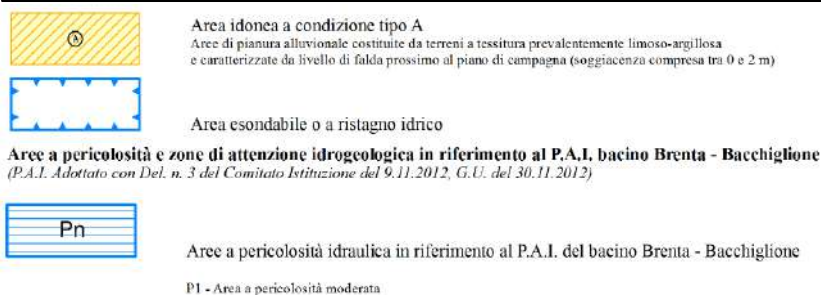 A
Area idonea a condizione tipo A
Aree di pianura alluvionale costituite da terreni a tessitura prevalentemente limoso-argillosa
e caratterizzate da livello di falda prossimo al piano di campagna (soggiacenza compresa tra 0 e 2 m)
Area esondabile o a ristagno idrico
Aree a pericolosità e zone di attenzione idrogeologica in riferimento al P.A.I. bacino Brenta - Bacchiglione
(P.A.I. Adottato con Del. n. 3 del Comitato Istituzione del 9.11.2012, G.U. del 30.11.2012)
Pn
Aree a pericolosità idraulica in riferimento al P.A.I. del bacino Brenta - Bacchiglione
P1 - Area a pericolosità moderata